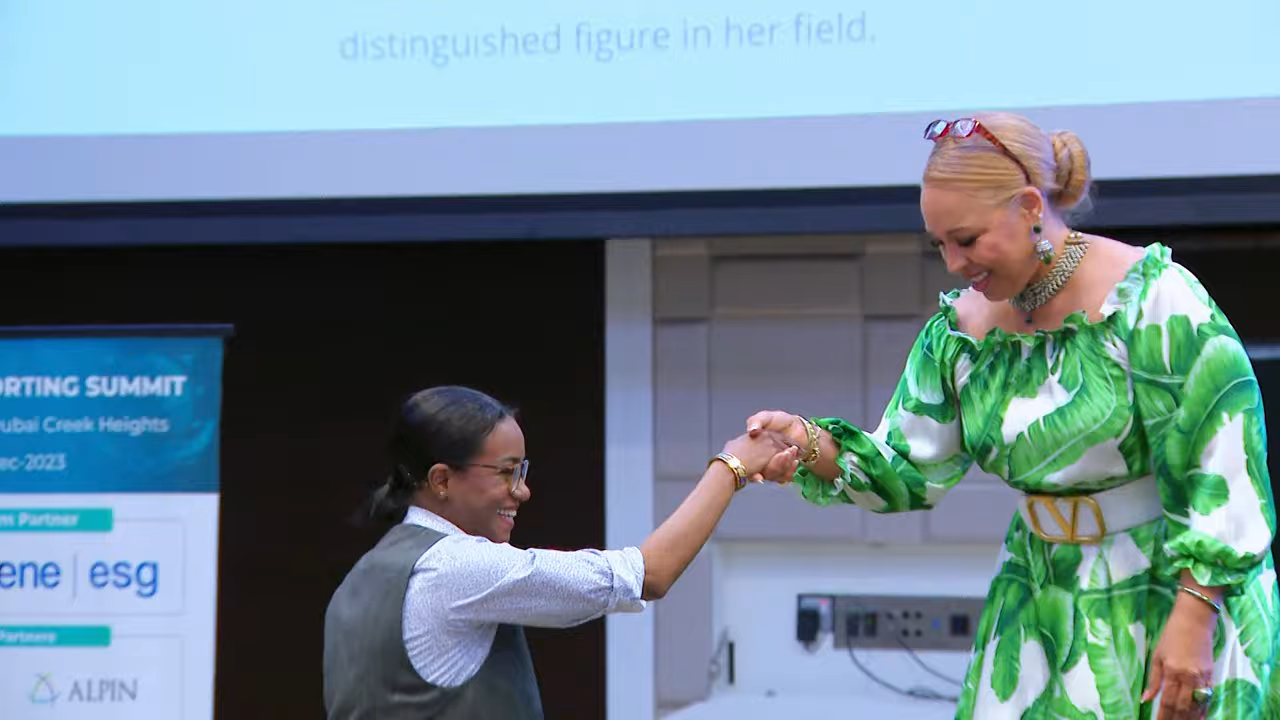 distinguished figure in her field.
ORTING SUMMIT
ubai Creek Heights
ec-2023
m Partner
ene | esg
Partners
ALPIN